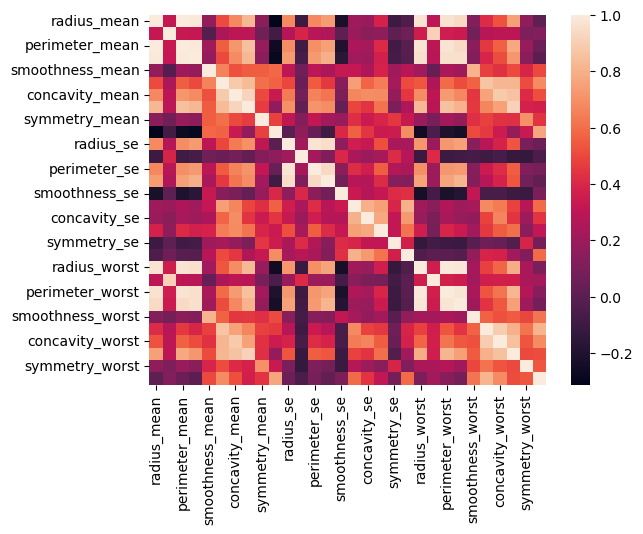 radius_mean
perimeter_mean
smoothness_mean
concavity_mean
symmetry_mean
radius_se
perimeter_se
smoothness_se
concavity_se
symmetry_se
radius_worst
perimeter_worst
smoothness_worst
concavity_worst
symmetry_worst
radius_mean
perimeter_mean
smoothness_mean
concavity_mean
symmetry_mean
radius_se
perimeter_se
smoothness_se
concavity_se
symmetry_se
radius_worst
perimeter_worst
smoothness_worst
concavity_worst
symmetry_worst
1.0
0.8
0.6
0.4
0.2
0.0
−0.2